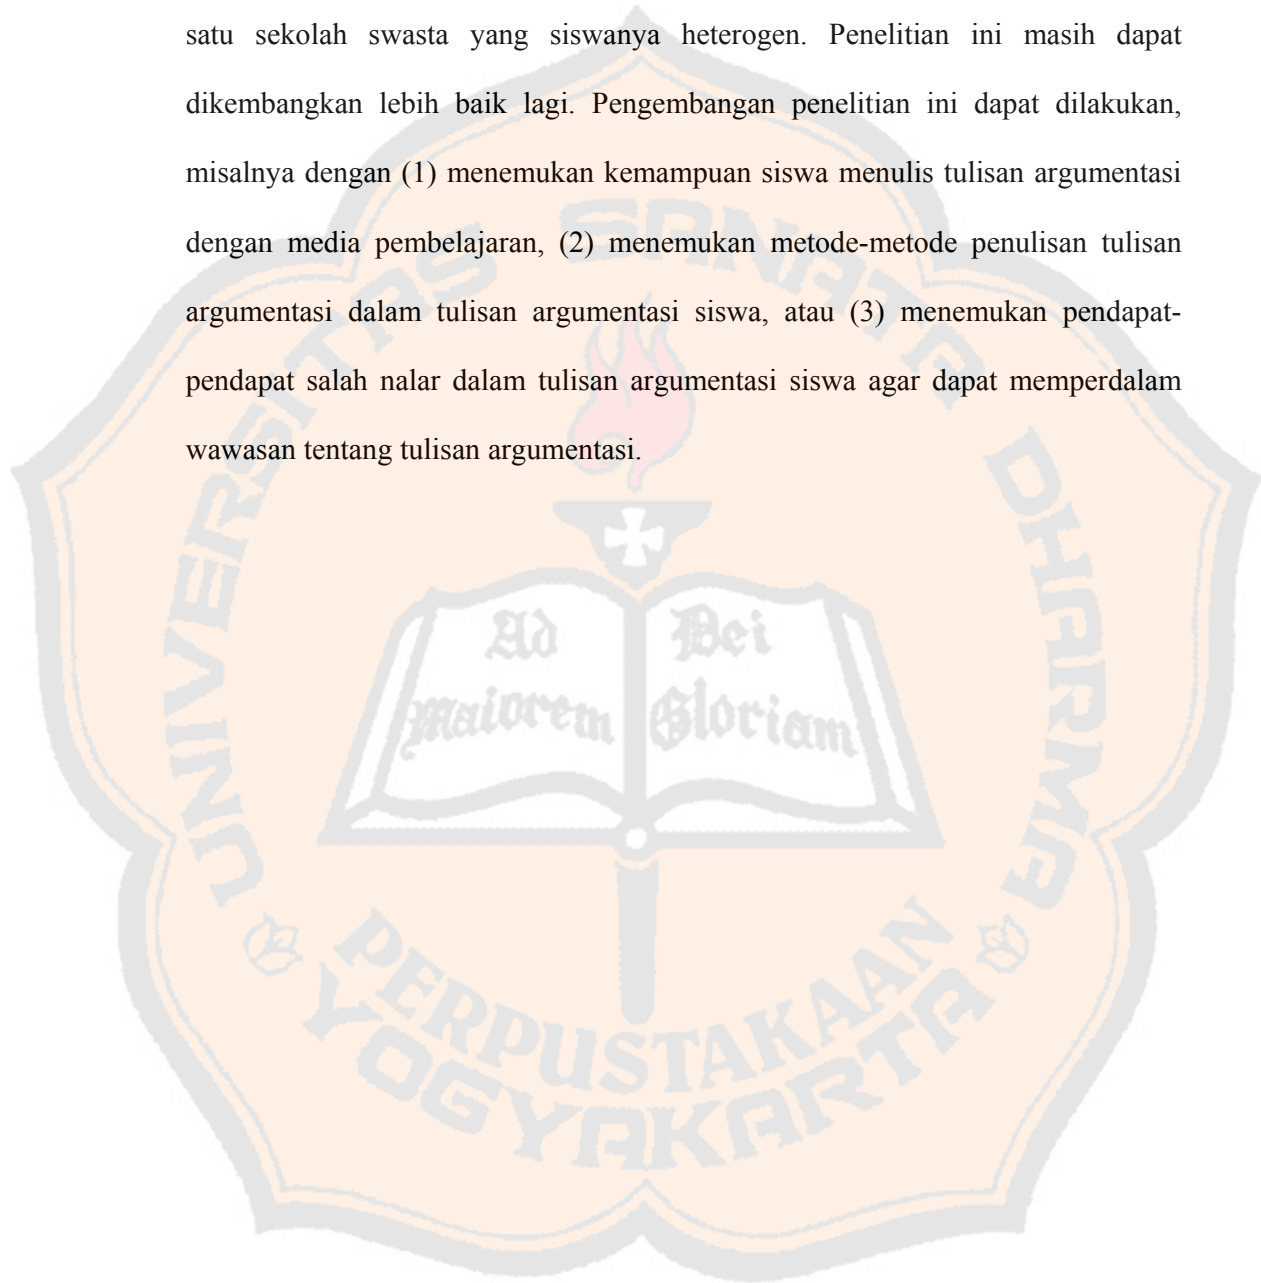 satu sekolah swasta yang siswanya heterogen. Penelitian ini masih dapat
dikembangkan lebih baik lagi. Pengembangan penelitian ini dapat dilakukan,
misalnya dengan (1) menemukan kemampuan siswa menulis tulisan argumentasi
dengan media pembelajaran, (2) menemukan metode-metode penulisan tulisan
argumentasi dalam tulisan argumentasi siswa, atau (3) menemukan pendapat-
pendapat salah nalar dalam tulisan argumentasi siswa agar dapat memperdalam
wawasan tentang tulisan argumentasi.
UNIVERSITAS SANATA DHARMA
Ad
maiorem
Dei
Gloriam
PERPUSTAKAAN
YOGYAKARTA